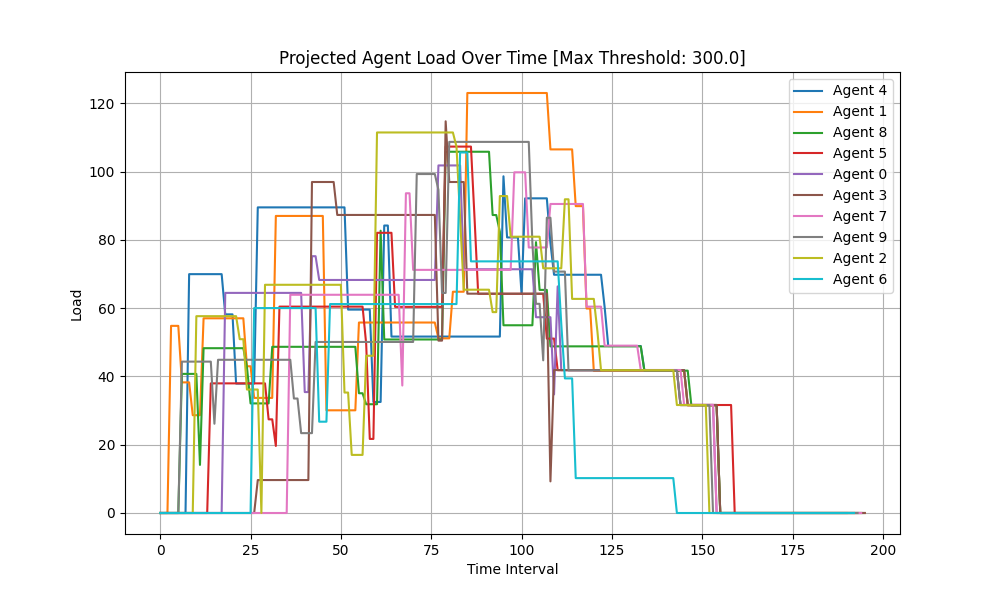 Projected Agent Load Over Time [Max Threshold: 300.0]
Load
120
100
80
60
40
20
0
0 25 50 75 100 125 150 175 200
Time Interval
Agent 4
Agent 1
Agent 8
Agent 5
Agent 0
Agent 3
Agent 7
Agent 9
Agent 2
Agent 6